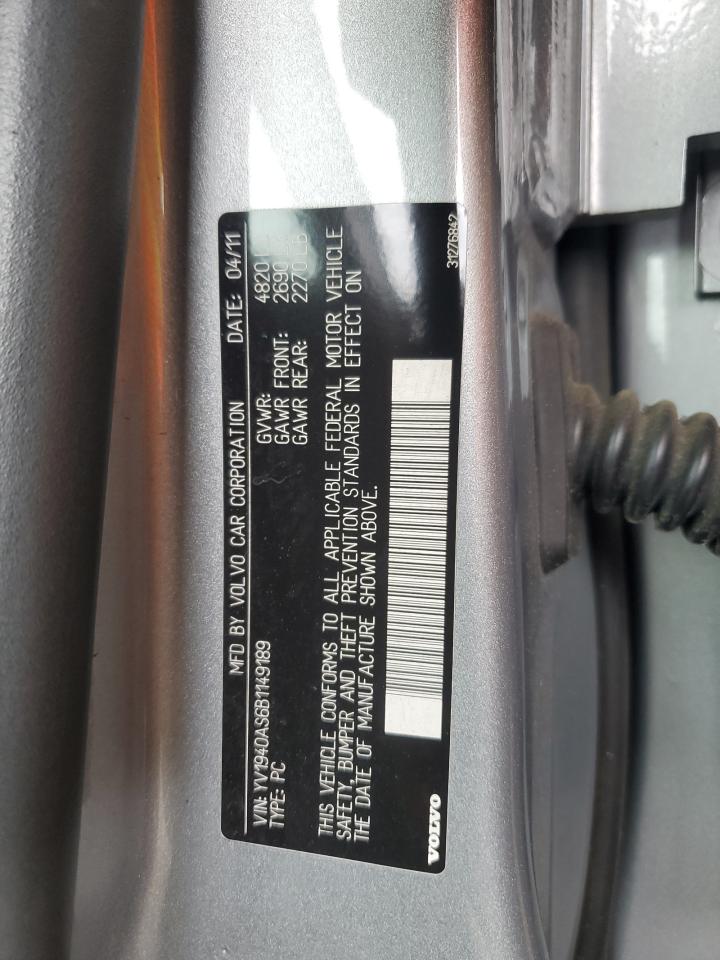 MFD BY VOLVO CAR CORPORATION DATE: 04/11
VIN: YV1940AS6B1149189 GVWR: 4820
TYPE: PC GAWR FRONT: 2690
GAWR REAR: 2270 LB
THIS VEHICLE CONFORMS TO ALL APPLICABLE FEDERAL MOTOR VEHICLE
SAFETY, BUMPER AND THEFT PREVENTION STANDARDS IN EFFECT ON
THE DATE OF MANUFACTURE SHOWN ABOVE.
VOLVO 31276842